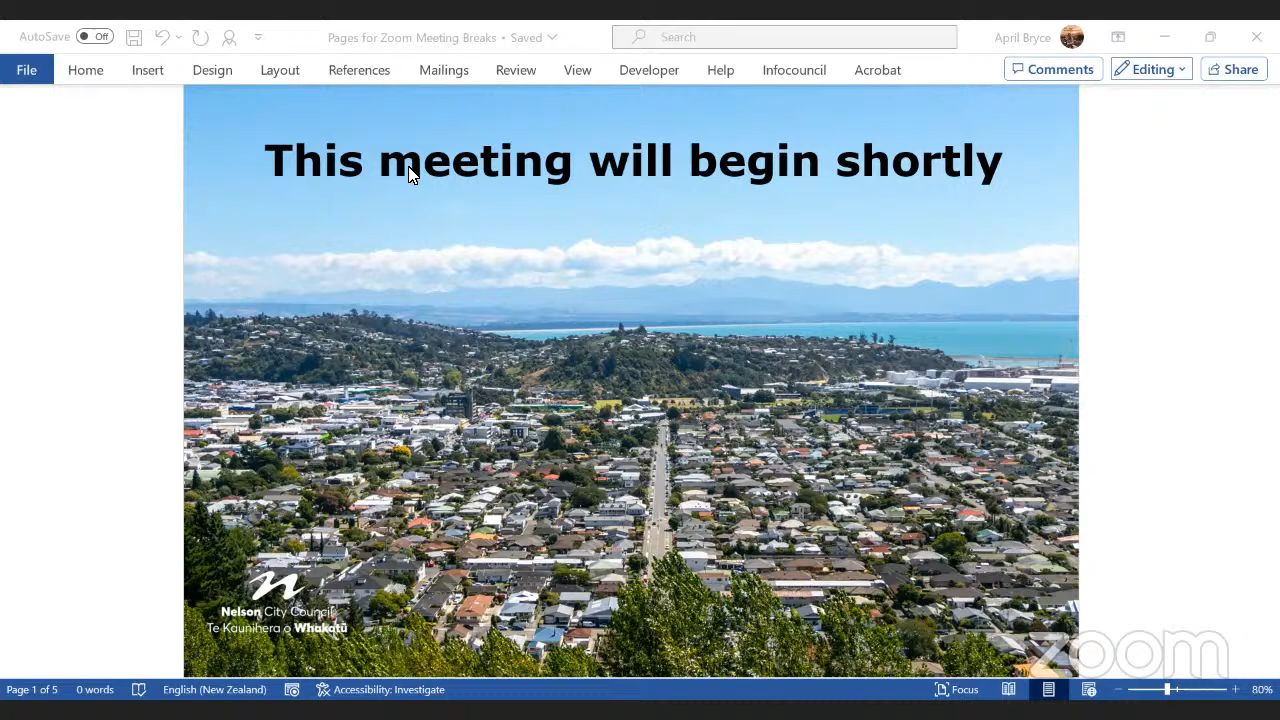 AutoSave Off Pages for Zoom Meeting Breaks • Saved Search April Bryce
File Home Insert Design Layout References Mailings Review View Developer Help Infocouncil Acrobat Comments Editing Share
This meeting will begin shortly
Nelson City Council
Te Kaunihera o Whakatū
zoom
Page 1 of 5 0 words English (New Zealand) Accessibility: Investigate Focus 80%